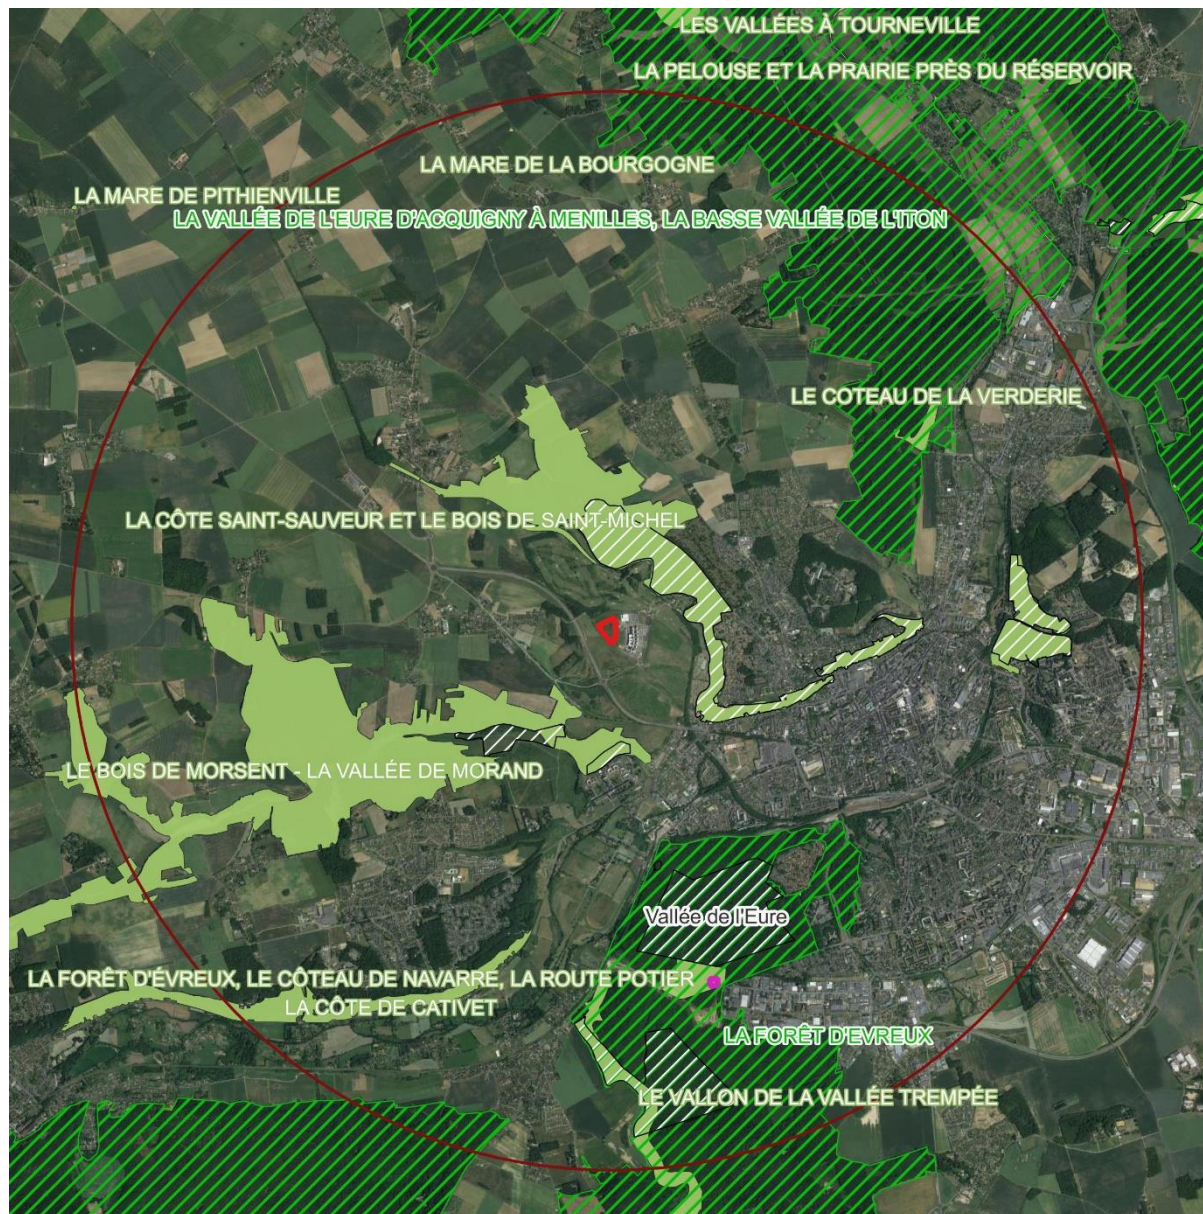 LES VALLÉES À TOURNEVILLE
LA PELOUSE ET LA PRAIRIE PRÈS DU RÉSERVOIR
LA MARE DE LA BOURGOGNE
LA MARE DE PITHIENVILLE
LA VALLÉE DE L'EURE D'ACQUIGNY À MENILLES, LA BASSE VALLÉE DE L'ITON
LE COTEAU DE LA VERDERIE
LA CÔTE SAINT-SAUVEUR ET LE BOIS DE SAINT-MICHEL
LE BOIS DE MORSENT - LA VALLÉE DE MORAND
Vallée de l'Eure
LA FORÊT D'ÉVREUX, LE CÔTEAU DE NAVARRE, LA ROUTE POTIER
LA CÔTE DE CATIVET
LA FORÊT D'EVREUX
LE VALLON DE LA VALLÉE TREMPÉE